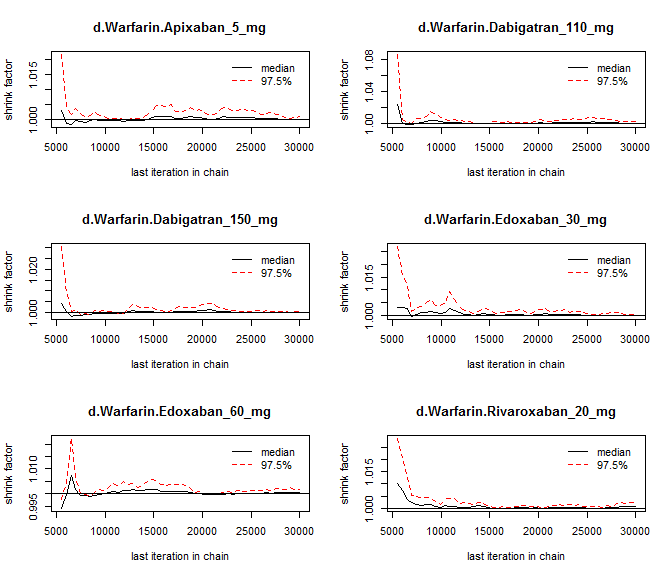 d.Warfarin.Apixaban_5_mg
shrink factor
1.000 1.015
median
97.5%
5000 10000 15000 20000 25000 30000
last iteration in chain
d.Warfarin.Dabigatran_110_mg
shrink factor
1.00 1.04 1.08
median
97.5%
5000 10000 15000 20000 25000 30000
last iteration in chain
d.Warfarin.Dabigatran_150_mg
shrink factor
1.000 1.020
median
97.5%
5000 10000 15000 20000 25000 30000
last iteration in chain
d.Warfarin.Edoxaban_30_mg
shrink factor
1.000 1.015
median
97.5%
5000 10000 15000 20000 25000 30000
last iteration in chain
d.Warfarin.Edoxaban_60_mg
shrink factor
0.995 1.010
median
97.5%
5000 10000 15000 20000 25000 30000
last iteration in chain
d.Warfarin.Rivaroxaban_20_mg
shrink factor
1.000 1.015
median
97.5%
5000 10000 15000 20000 25000 30000
last iteration in chain